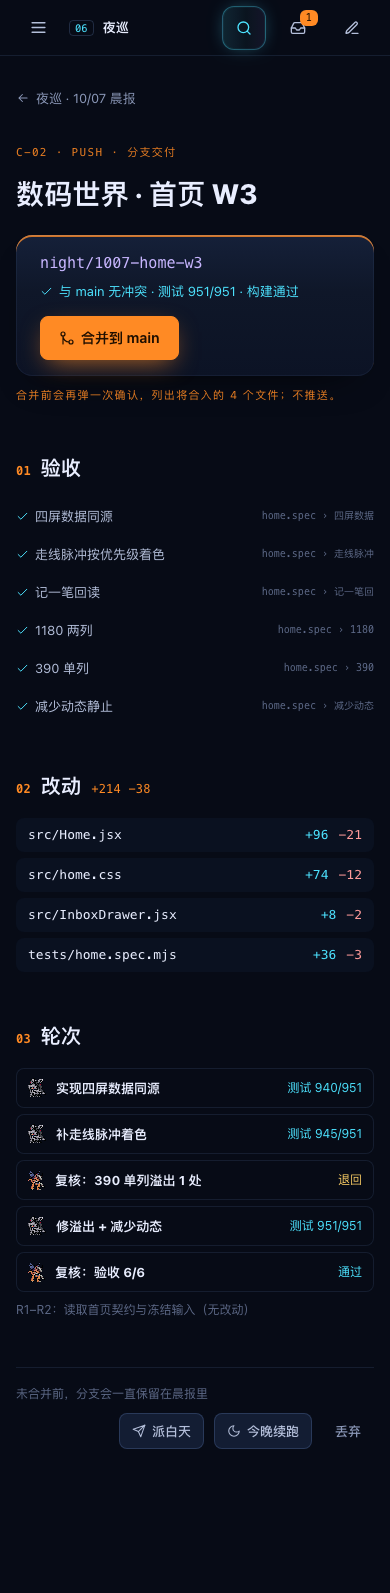 06 夜巡
1
← 夜巡 · 10/07 晨报
C-02 · PUSH · 分支交付
数码世界 · 首页 W3
night/1007-home-w3
与 main 无冲突 · 测试 951/951 · 构建通过
合并到 main
合并前会再弹一次确认，列出将合入的 4 个文件；不推送。
01 验收
四屏数据同源 home.spec › 四屏数据
走线脉冲按优先级着色 home.spec › 走线脉冲
记一笔回读 home.spec › 记一笔回
1180 两列 home.spec › 1180
390 单列 home.spec › 390
减少动态静止 home.spec › 减少动态
02 改动 +214 −38
src/Home.jsx +96 −21
src/home.css +74 −12
src/InboxDrawer.jsx +8 −2
tests/home.spec.mjs +36 −3
03 轮次
实现四屏数据同源 测试 940/951
补走线脉冲着色 测试 945/951
复核：390 单列溢出 1 处 退回
修溢出 + 减少动态 测试 951/951
复核：验收 6/6 通过
R1–R2：读取首页契约与冻结输入（无改动）
未合并前，分支会一直保留在晨报里
派白天 今晚续跑 丢弃